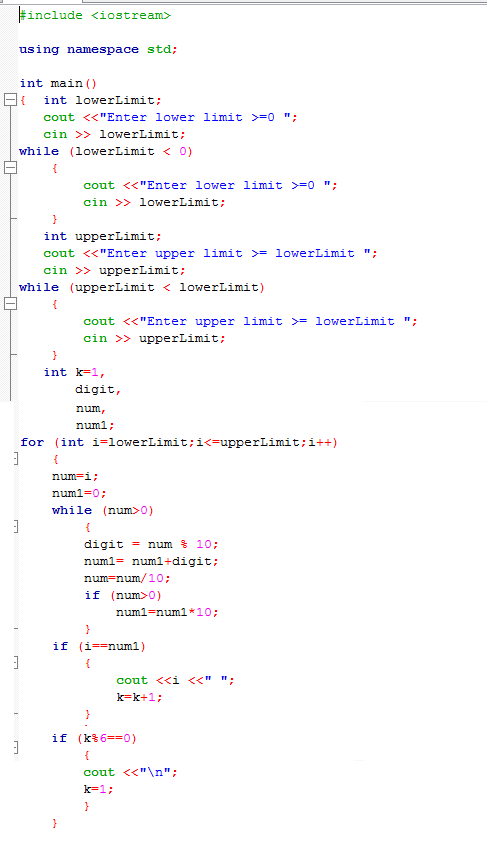 #include <iostream>
using namespace std;
int main()
{  int lowerLimit;
   cout <<"Enter lower limit >=0 ";
   cin >> lowerLimit;
while (lowerLimit < 0)
    {
        cout <<"Enter lower limit >=0 ";
        cin >> lowerLimit;
    }
   int upperLimit;
   cout <<"Enter upper limit >= lowerLimit ";
   cin >> upperLimit;
while (upperLimit < lowerLimit)
    {
        cout <<"Enter upper limit >= lowerLimit ";
        cin >> upperLimit;
    }
   int k=1,
       digit,
       num,
       num1;
for (int i=lowerLimit;i<=upperLimit;i++)
    {
    num=i;
    num1=0;
    while (num>0)
        {
        digit = num % 10;
        num1= num1+digit;
        num=num/10;
        if (num>0)
            num1=num1*10;
        }
    if (i==num1)
        {
            cout <<i <<" ";
            k=k+1;
        }
    if (k%6==0)
        {
        cout <<"\n";
        k=1;
        }
    }